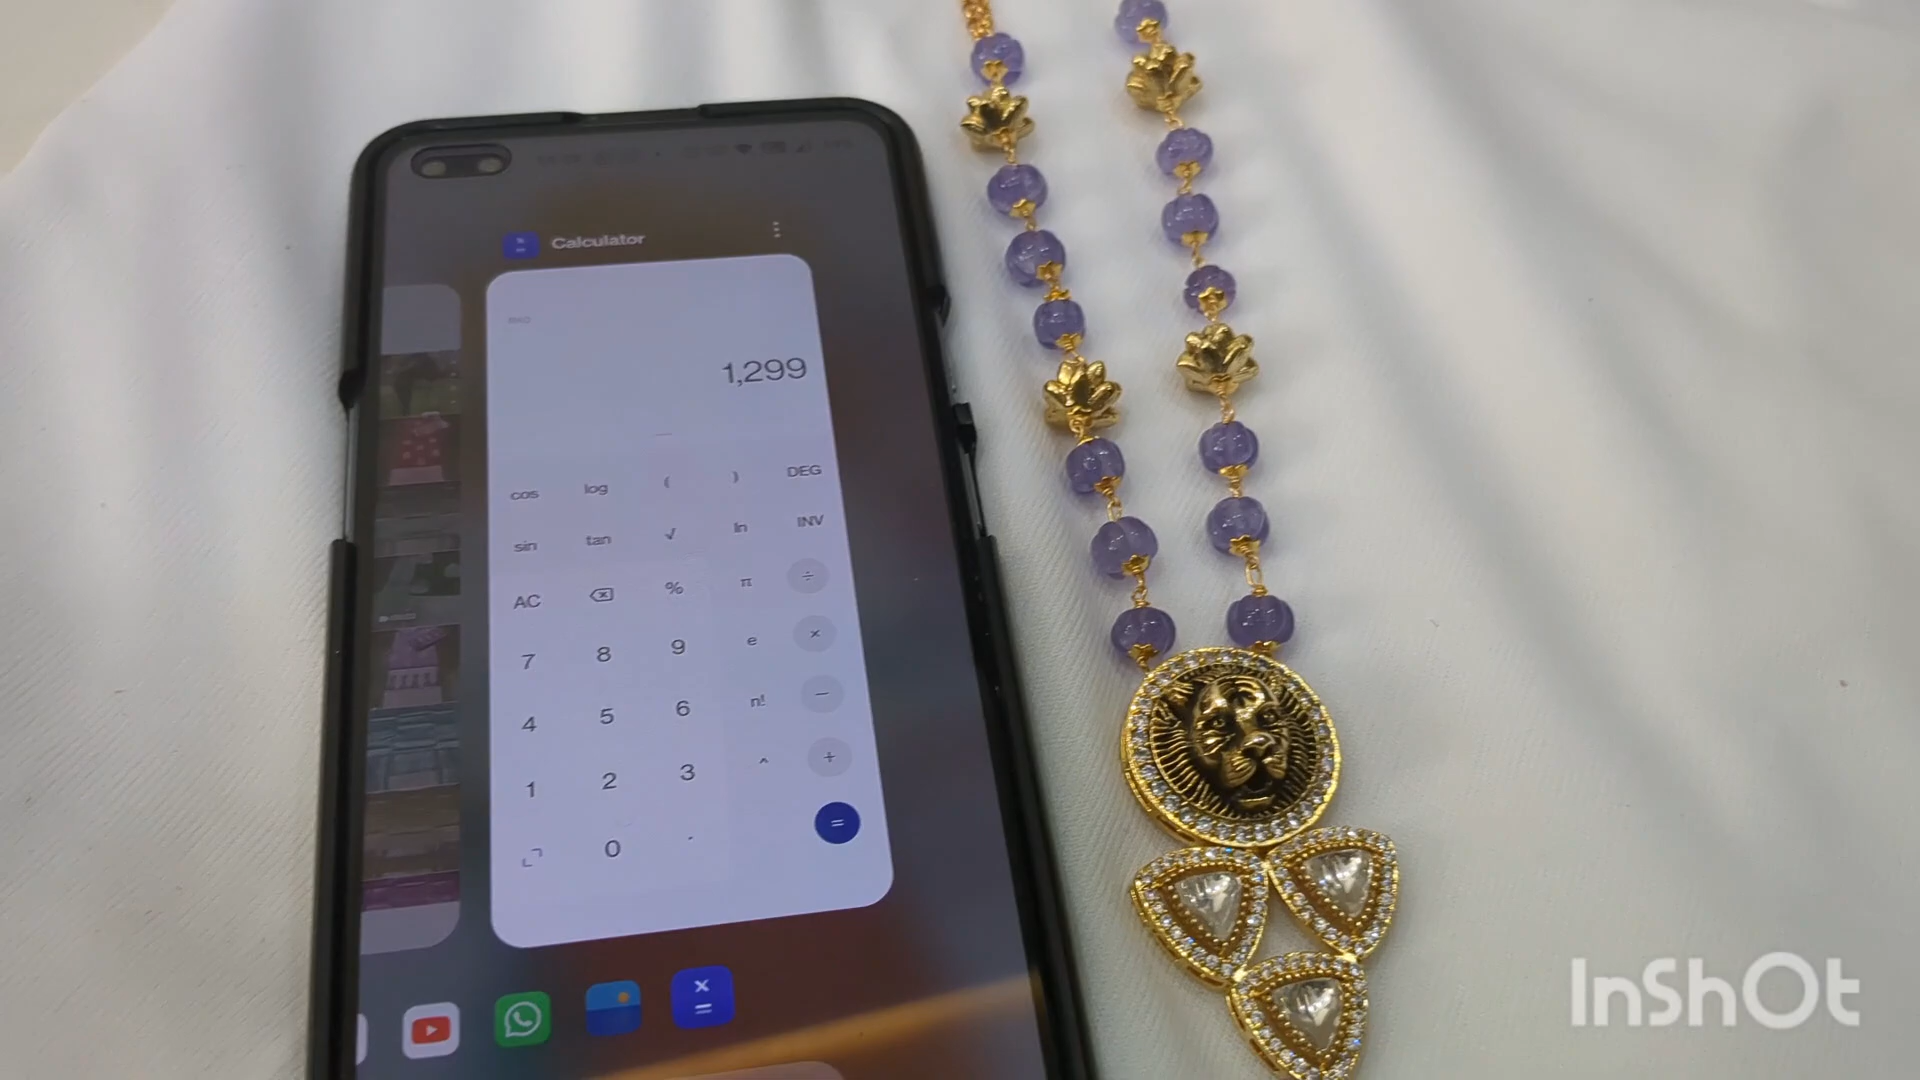 Calculator
1,299
cos log ( ) DEG
sin tan √ ln INV
AC % π ÷
7 8 9 e ×
4 5 6 n! −
1 2 3 ^ +
0 . =
InShOt